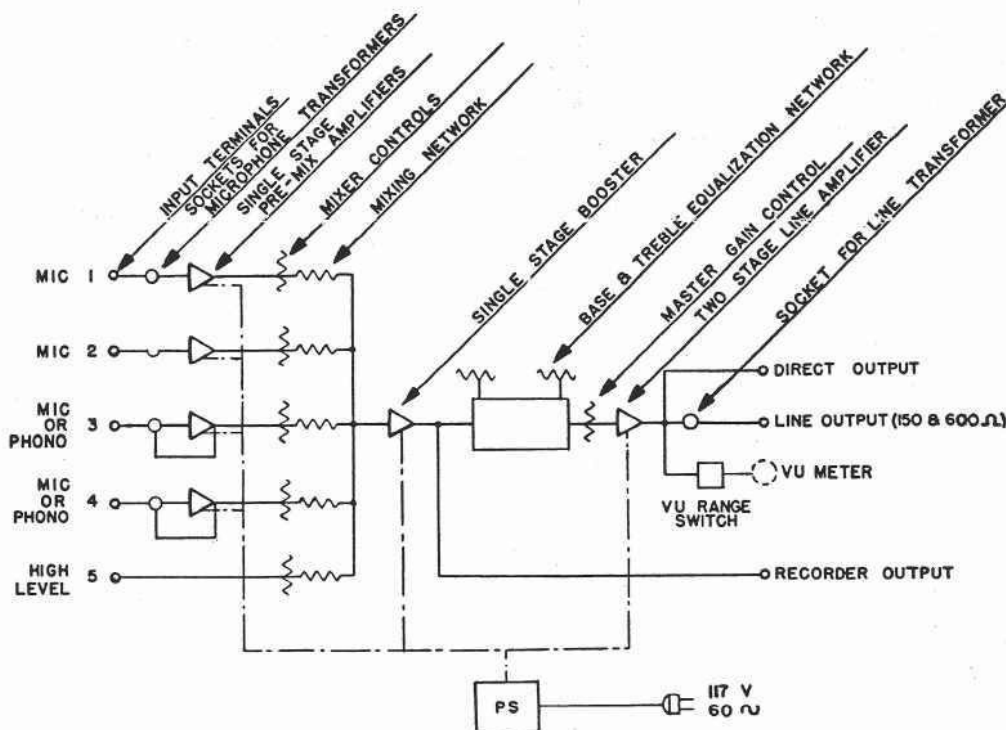 INPUT TERMINALS
SOCKETS FOR
MICROPHONE TRANSFORMERS
SINGLE STAGE
PRE-MIX AMPLIFIERS
MIXER CONTROLS
MIXING NETWORK
SINGLE STAGE BOOSTER
BASE & TREBLE EQUALIZATION NETWORK
MASTER GAIN CONTROL
TWO STAGE LINE AMPLIFIER
SOCKET FOR LINE TRANSFORMER
MIC 1
MIC 2
MIC
OR 3
PHONO
MIC
OR 4
PHONO
HIGH 5
LEVEL
DIRECT OUTPUT
LINE OUTPUT (150 & 600Ω)
VU METER
VU RANGE
SWITCH
RECORDER OUTPUT
PS
117 V
60 ∿